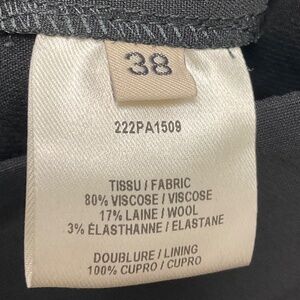 38
222PA1509
TISSU / FABRIC
80% VISCOSE / VISCOSE
17% LAINE / WOOL
3% ÉLASTHANNE / ELASTANE
DOUBLURE / LINING
100% CUPRO / CUPRO